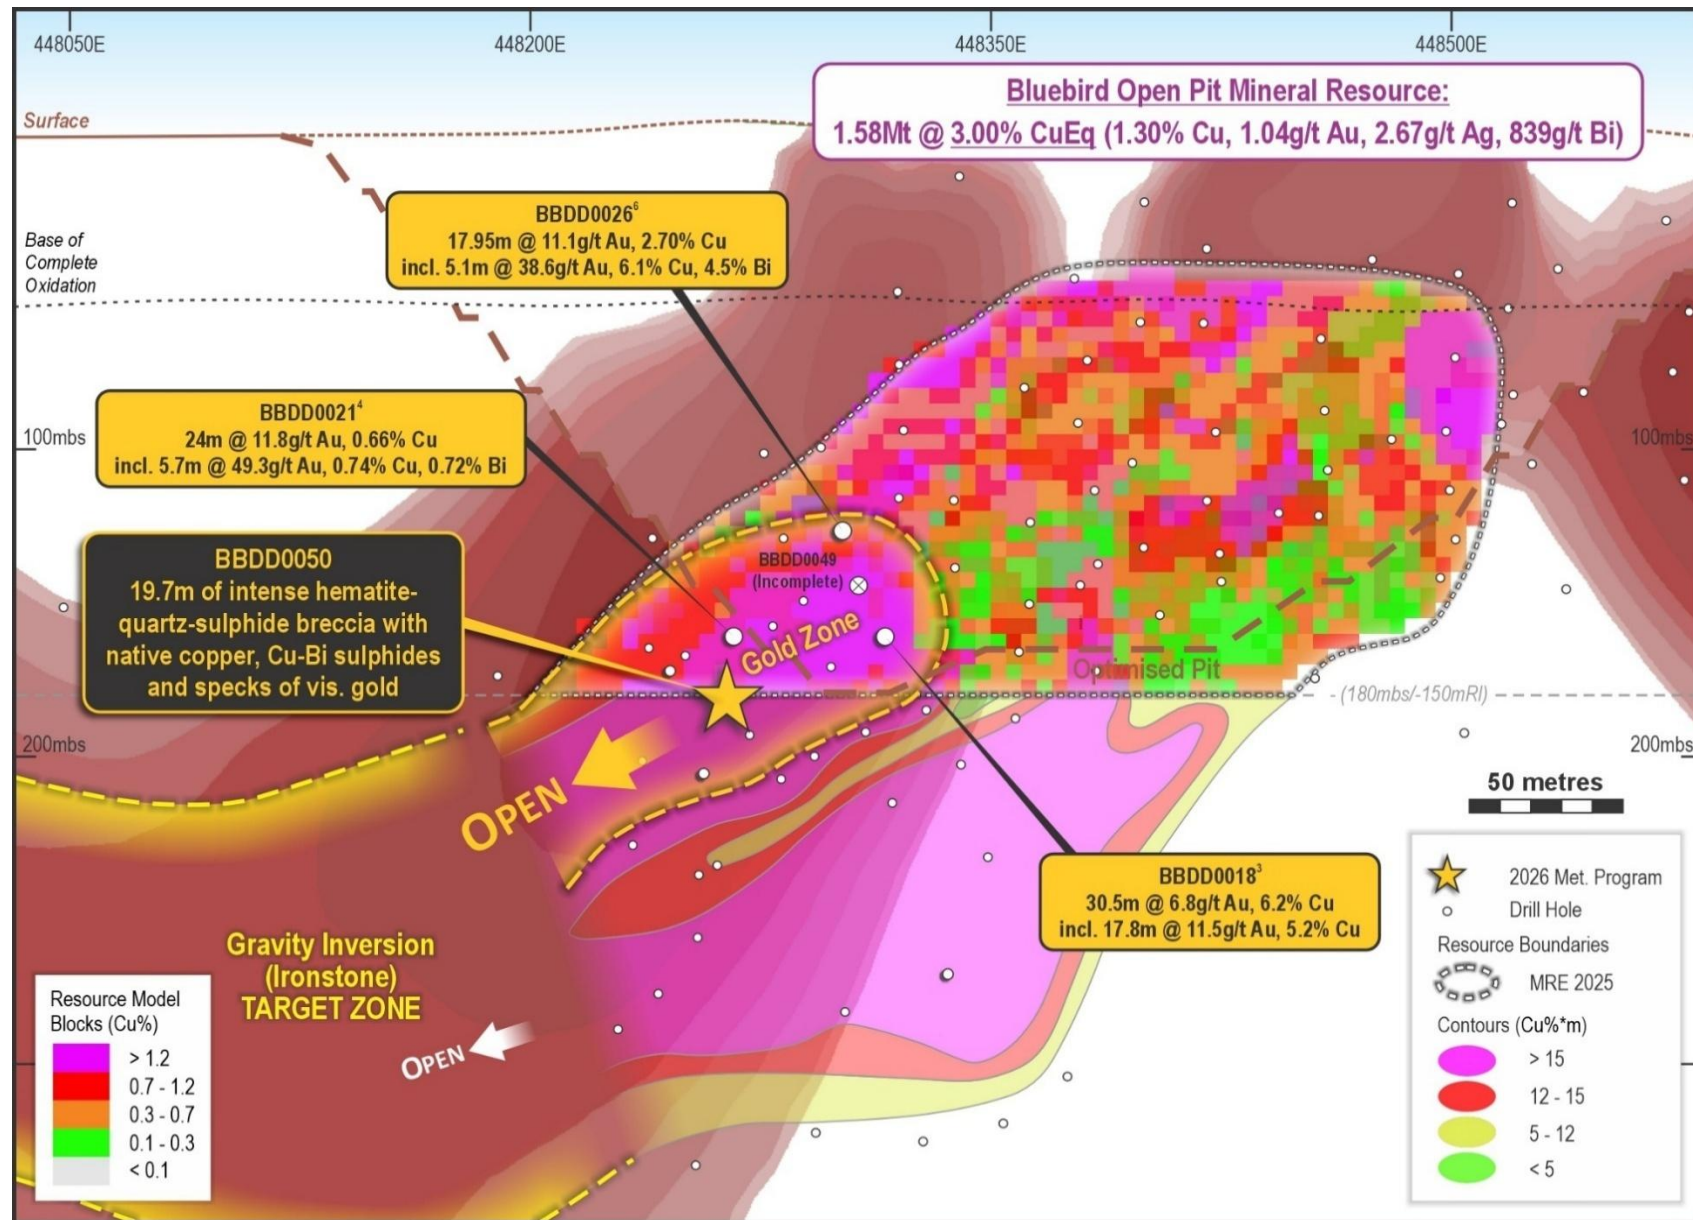 448050E
448200E
448350E
448500E
Bluebird Open Pit Mineral Resource:
1.58Mt @ 3.00% CuEq (1.30% Cu, 1.04g/t Au, 2.67g/t Ag, 839g/t Bi)
Surface
BBDD0026⁶
17.95m @ 11.1g/t Au, 2.70% Cu
incl. 5.1m @ 38.6g/t Au, 6.1% Cu, 4.5% Bi
Base of
Complete
Oxidation
BBDD0021⁴
24m @ 11.8g/t Au, 0.66% Cu
incl. 5.7m @ 49.3g/t Au, 0.74% Cu, 0.72% Bi
100mbs
100mbs
BBDD0050
19.7m of intense hematite-
quartz-sulphide breccia with
native copper, Cu-Bi sulphides
and specks of vis. gold
BBDD0049
(Incomplete)
Gold Zone
Optimised Pit
(180mbs/-150mRl)
200mbs
200mbs
OPEN
50 metres
BBDD0018³
30.5m @ 6.8g/t Au, 6.2% Cu
incl. 17.8m @ 11.5g/t Au, 5.2% Cu
Gravity Inversion
(Ironstone)
TARGET ZONE
OPEN
Resource Model
Blocks (Cu%)
> 1.2
0.7 - 1.2
0.3 - 0.7
0.1 - 0.3
< 0.1
2026 Met. Program
Drill Hole
Resource Boundaries
MRE 2025
Contours (Cu%*m)
> 15
12 - 15
5 - 12
< 5